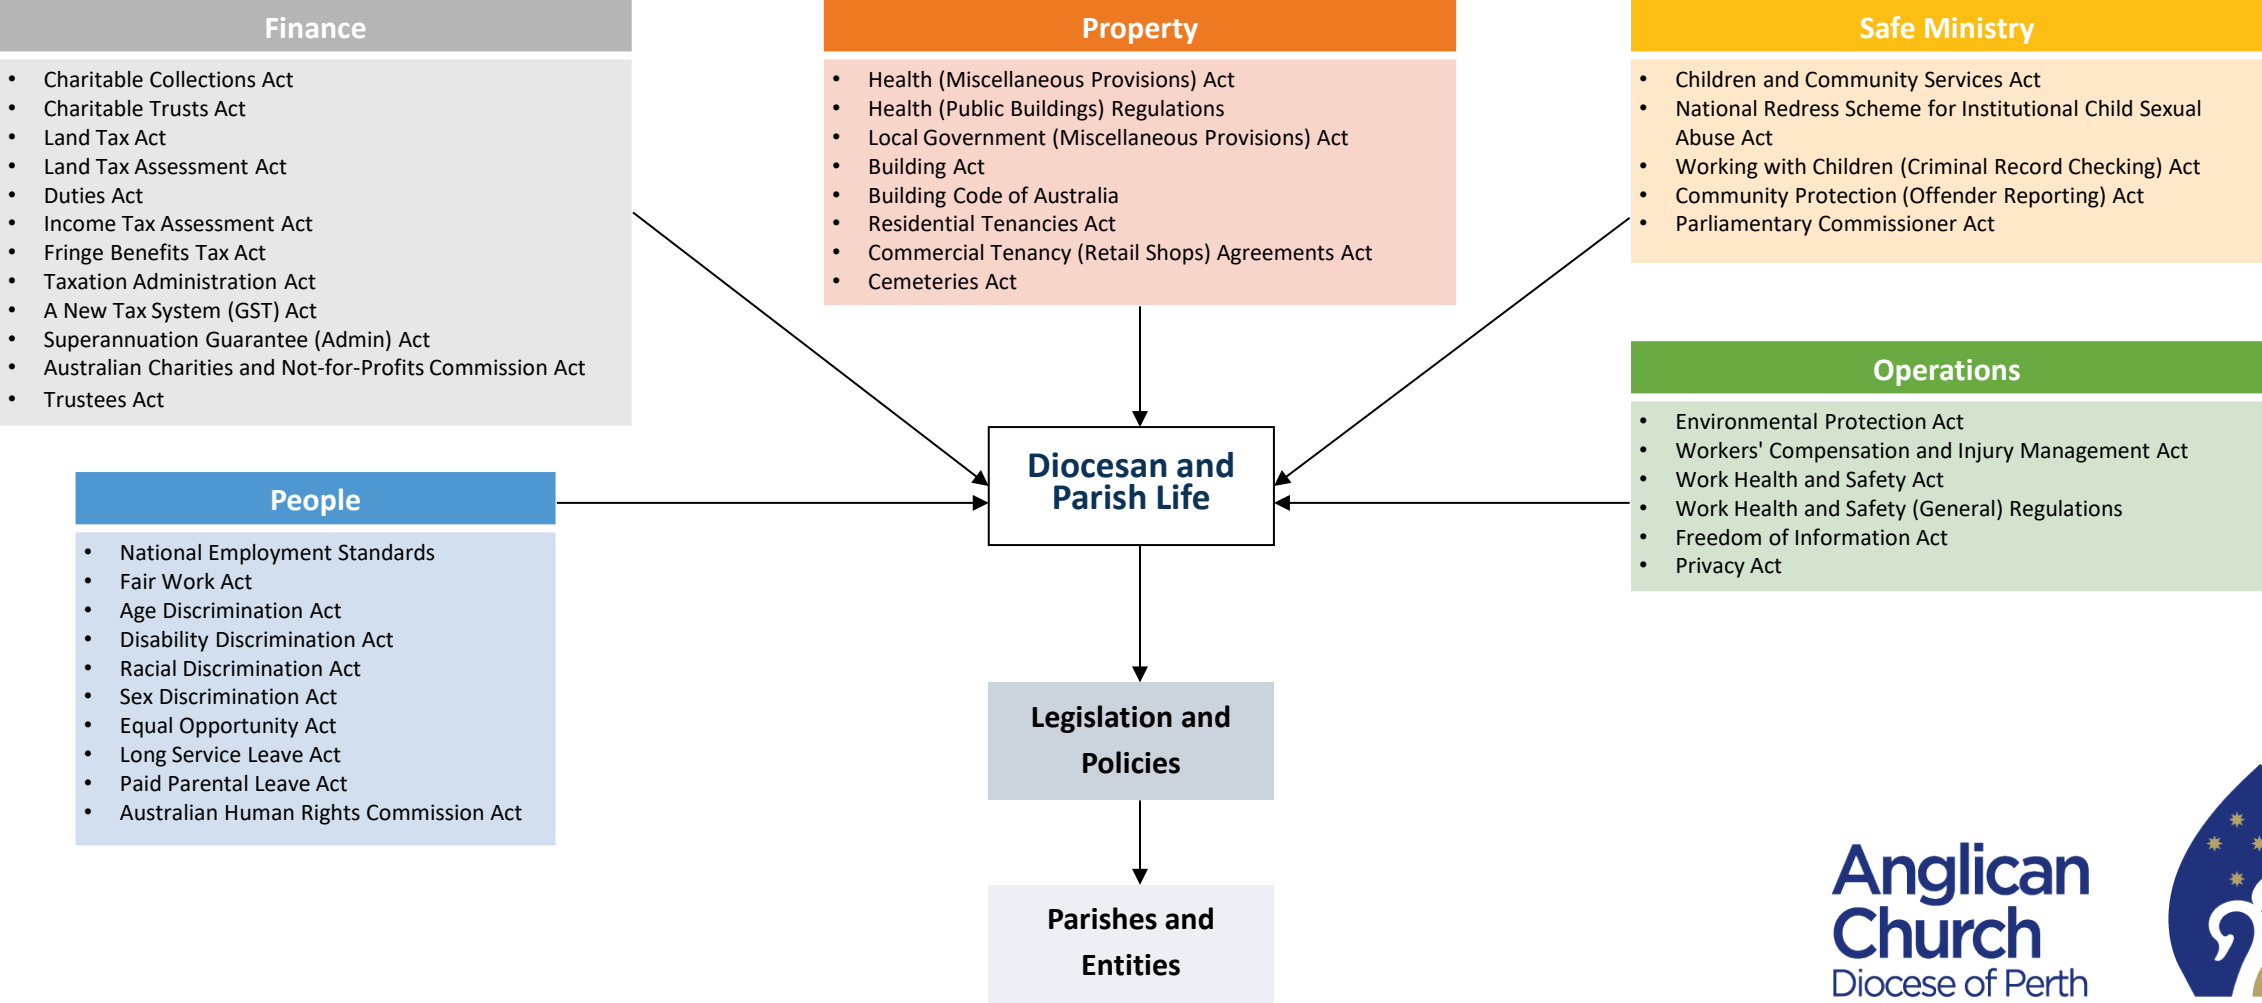 Finance
• Charitable Collections Act
• Charitable Trusts Act
• Land Tax Act
• Land Tax Assessment Act
• Duties Act
• Income Tax Assessment Act
• Fringe Benefits Tax Act
• Taxation Administration Act
• A New Tax System (GST) Act
• Superannuation Guarantee (Admin) Act
• Australian Charities and Not-for-Profits Commission Act
• Trustees Act
Property
• Health (Miscellaneous Provisions) Act
• Health (Public Buildings) Regulations
• Local Government (Miscellaneous Provisions) Act
• Building Act
• Building Code of Australia
• Residential Tenancies Act
• Commercial Tenancy (Retail Shops) Agreements Act
• Cemeteries Act
Safe Ministry
• Children and Community Services Act
• National Redress Scheme for Institutional Child Sexual
Abuse Act
• Working with Children (Criminal Record Checking) Act
• Community Protection (Offender Reporting) Act
• Parliamentary Commissioner Act
Operations
• Environmental Protection Act
• Workers' Compensation and Injury Management Act
• Work Health and Safety Act
• Work Health and Safety (General) Regulations
• Freedom of Information Act
• Privacy Act
People
• National Employment Standards
• Fair Work Act
• Age Discrimination Act
• Disability Discrimination Act
• Racial Discrimination Act
• Sex Discrimination Act
• Equal Opportunity Act
• Long Service Leave Act
• Paid Parental Leave Act
• Australian Human Rights Commission Act
Diocesan and
Parish Life
Legislation and
Policies
Parishes and
Entities
Anglican
Church
Diocese of Perth